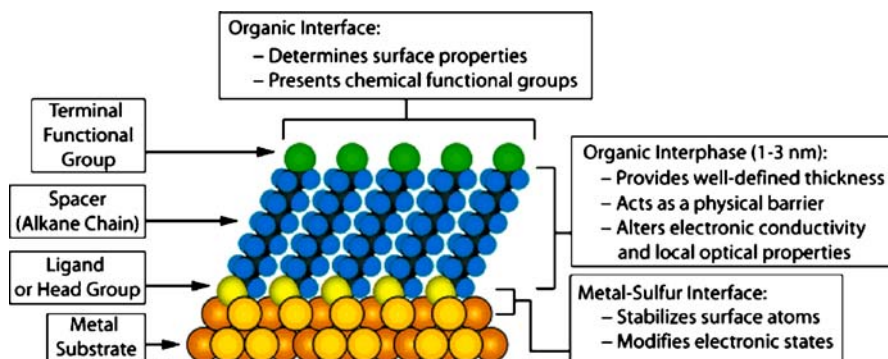 Organic Interface:
– Determines surface properties
– Presents chemical functional groups
Terminal
Functional
Group
Spacer
(Alkane Chain)
Ligand
or Head Group
Metal
Substrate
Organic Interphase (1-3 nm):
– Provides well-defined thickness
– Acts as a physical barrier
– Alters electronic conductivity
and local optical properties
Metal-Sulfur Interface:
– Stabilizes surface atoms
– Modifies electronic states